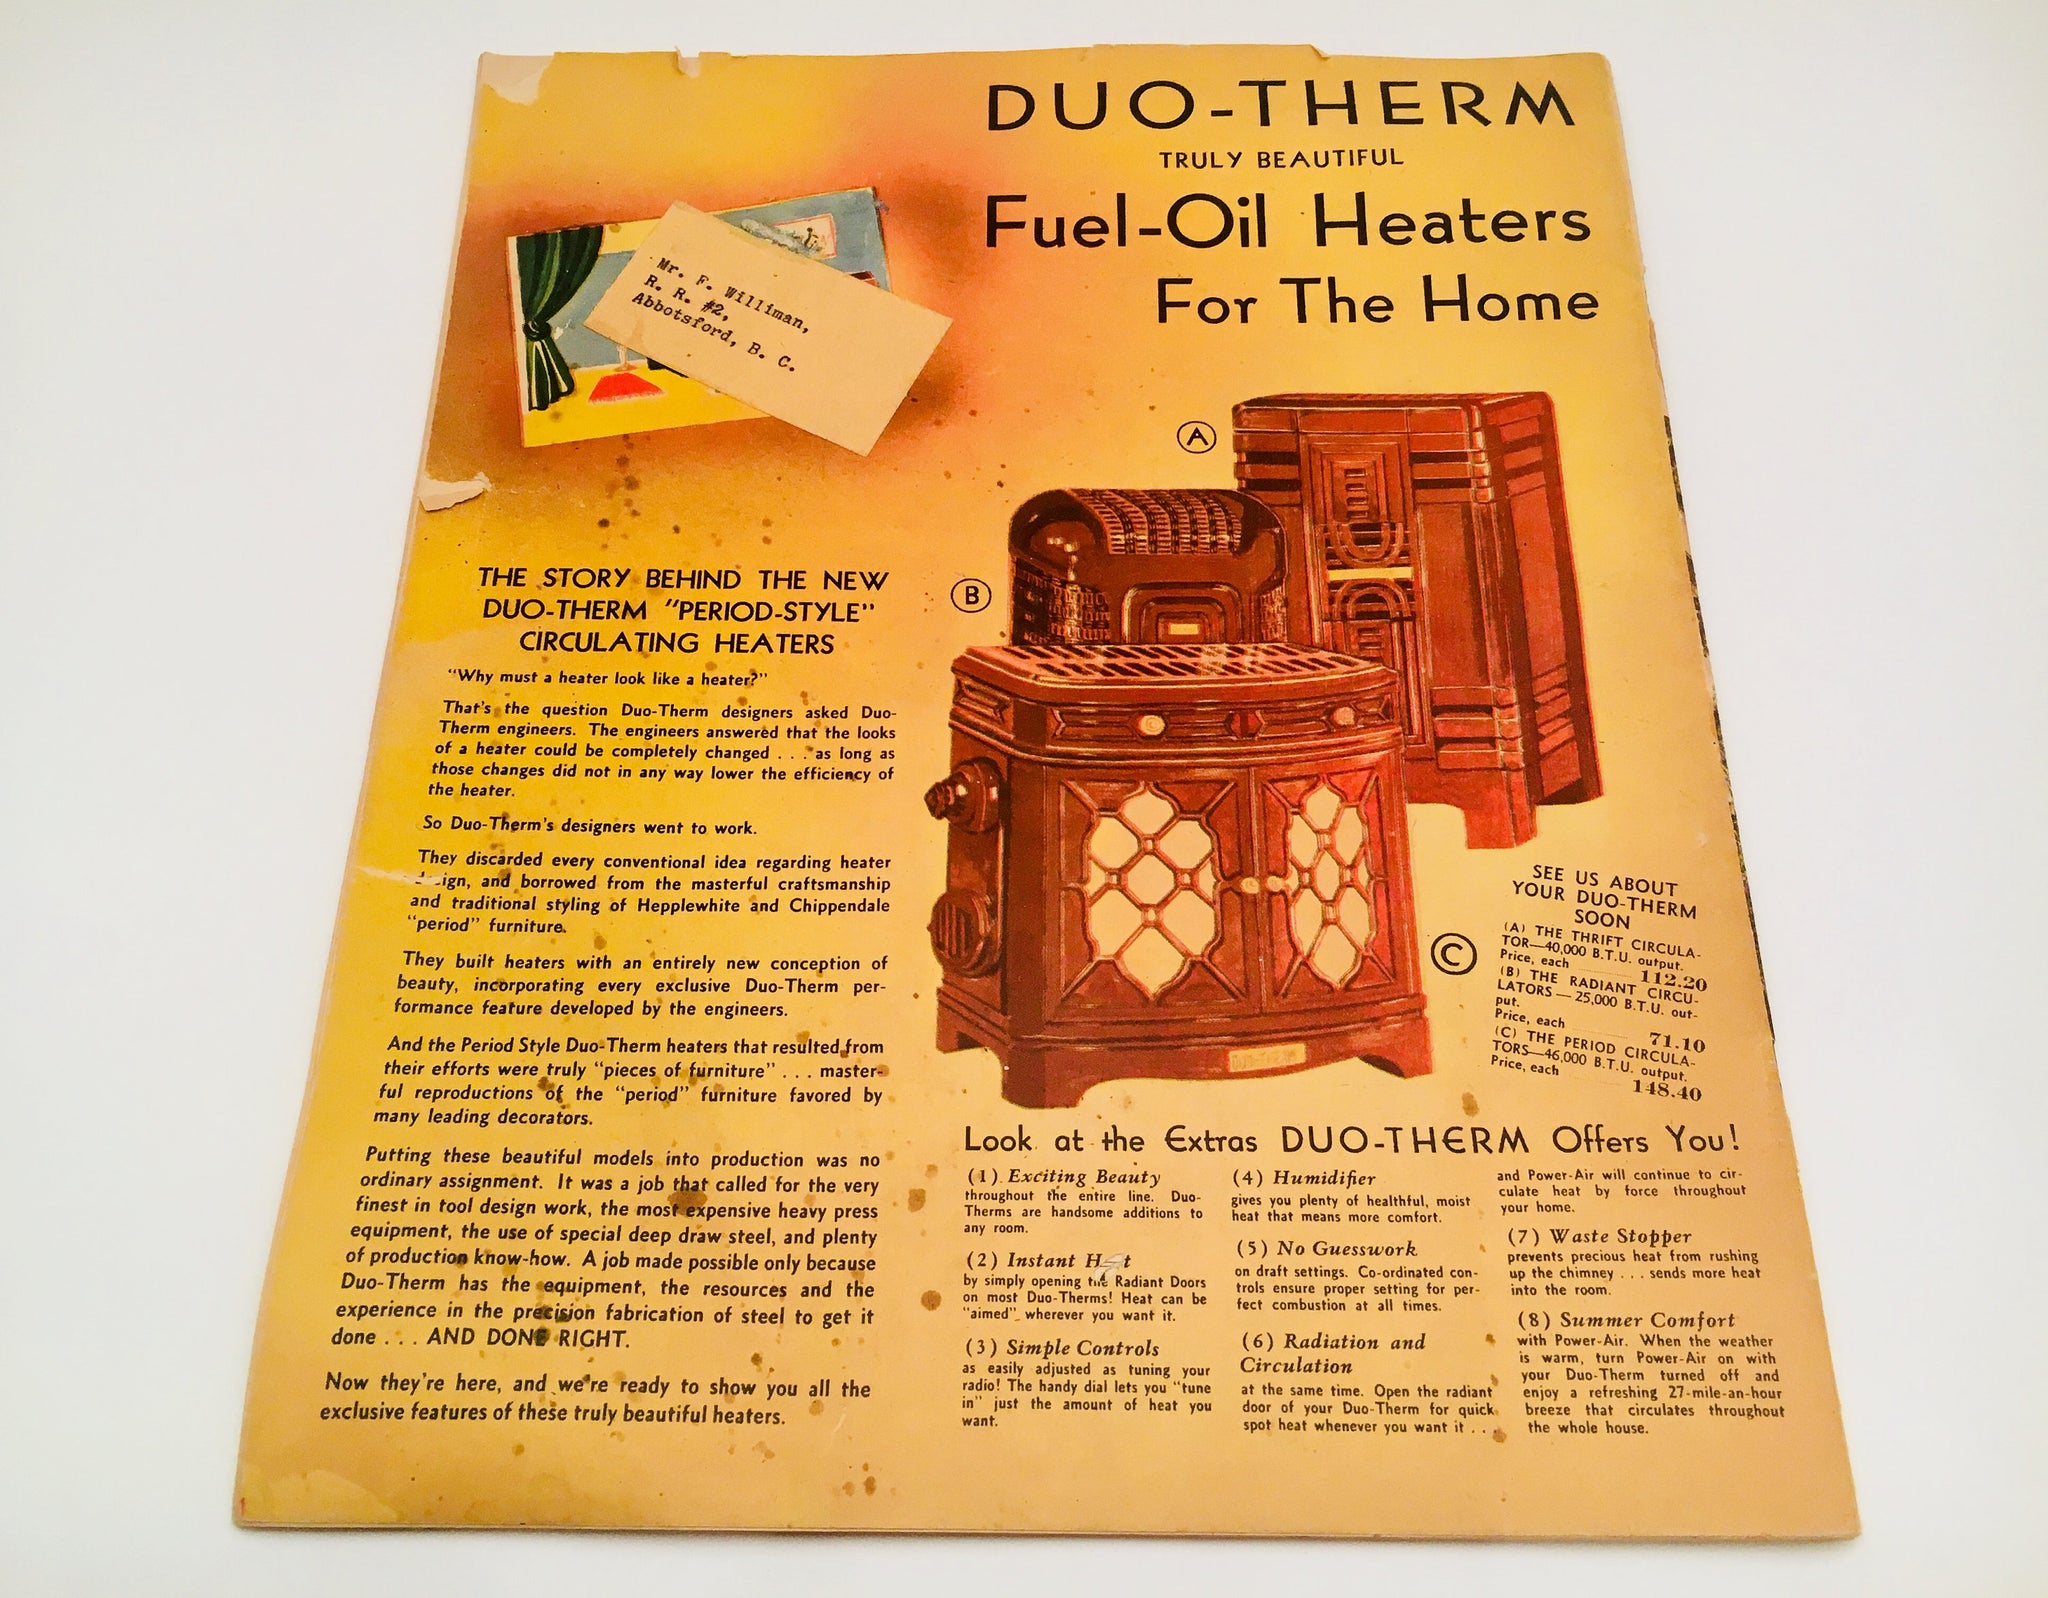 DUO-THERM
TRULY BEAUTIFUL
Fuel-Oil Heaters
For The Home
Mr. F. Williman,
R. R. #2,
Abbotsford, B. C.
THE STORY BEHIND THE NEW
DUO-THERM "PERIOD-STYLE"
CIRCULATING HEATERS
"Why must a heater look like a heater?"
That's the question Duo-Therm designers asked Duo-
Therm engineers. The engineers answered that the looks
of a heater could be completely changed . . . as long as
those changes did not in any way lower the efficiency of
the heater.
So Duo-Therm's designers went to work.
They discarded every conventional idea regarding heater
ign, and borrowed from the masterful craftsmanship
and traditional styling of Hepplewhite and Chippendale
"period" furniture.
They built heaters with an entirely new conception of
beauty, incorporating every exclusive Duo-Therm per-
formance feature developed by the engineers.
And the Period Style Duo-Therm heaters that resulted from
their efforts were truly "pieces of furniture" . . . master-
ful reproductions of the "period" furniture favored by
many leading decorators.
Putting these beautiful models into production was no
ordinary assignment. It was a job that called for the very
finest in tool design work, the most expensive heavy press
equipment, the use of special deep draw steel, and plenty
of production know-how. A job made possible only because
Duo-Therm has the equipment, the resources and the
experience in the precision fabrication of steel to get it
done . . . AND DONE RIGHT.
Now they're here, and we're ready to show you all the
exclusive features of these truly beautiful heaters.
A
B
C
SEE US ABOUT
YOUR DUO-THERM
SOON
(A) THE THRIFT CIRCULA-
TOR—40,000 B.T.U. output.
Price, each 112.20
(B) THE RADIANT CIRCU-
LATORS — 25,000 B.T.U. out-
put.
Price, each 71.10
(C) THE PERIOD CIRCULA-
TORS—46,000 B.T.U. output.
Price, each 148.40
Look at the Extras DUO-THERM Offers You!
(1) Exciting Beauty
throughout the entire line. Duo-
Therms are handsome additions to
any room.
(2) Instant H t
by simply opening the Radiant Doors
on most Duo-Therms! Heat can be
"aimed" wherever you want it.
(3) Simple Controls
as easily adjusted as tuning your
radio! The handy dial lets you "tune
in" just the amount of heat you
want.
(4) Humidifier
gives you plenty of healthful, moist
heat that means more comfort.
(5) No Guesswork
on draft settings. Co-ordinated con-
trols ensure proper setting for per-
fect combustion at all times.
(6) Radiation and
Circulation
at the same time. Open the radiant
door of your Duo-Therm for quick
spot heat whenever you want it . . .
and Power-Air will continue to cir-
culate heat by force throughout
your home.
(7) Waste Stopper
prevents precious heat from rushing
up the chimney . . . sends more heat
into the room.
(8) Summer Comfort
with Power-Air. When the weather
is warm, turn Power-Air on with
your Duo-Therm turned off and
enjoy a refreshing 27-mile-an-hour
breeze that circulates throughout
the whole house.